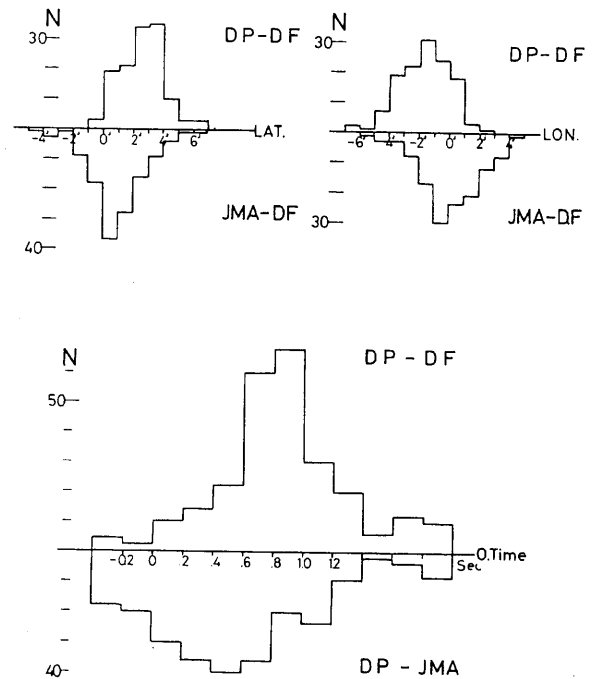 N
30
DP-DF
-4' -2' 0' 2' 4' 6' LAT.
JMA-DF
40
N
30
DP-DF
-6' -4' -2' 0' 2' 4' LON.
JMA-DF
30
N
DP - DF
50
-02 0 .2 .4 .6 .8 1.0 1.2 O.Time
Sec
DP - JMA
40